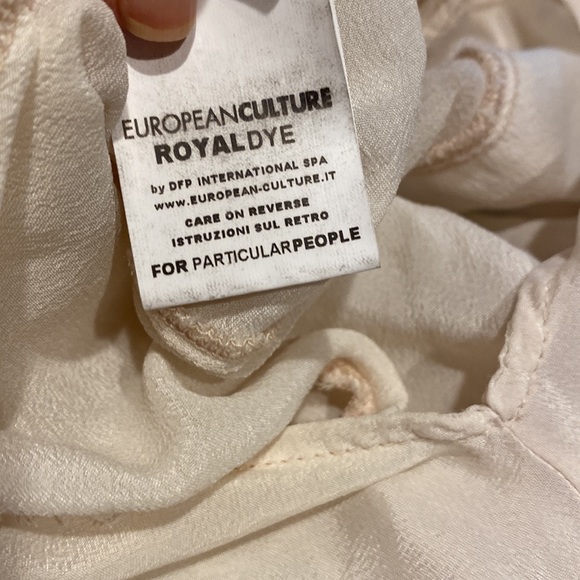 EUROPEANCULTURE
ROYALDYE
by DFP INTERNATIONAL SPA
WWW.EUROPEAN-CULTURE.IT
CARE ON REVERSE
ISTRUZIONI SUL RETRO
FOR PARTICULARPEOPLE